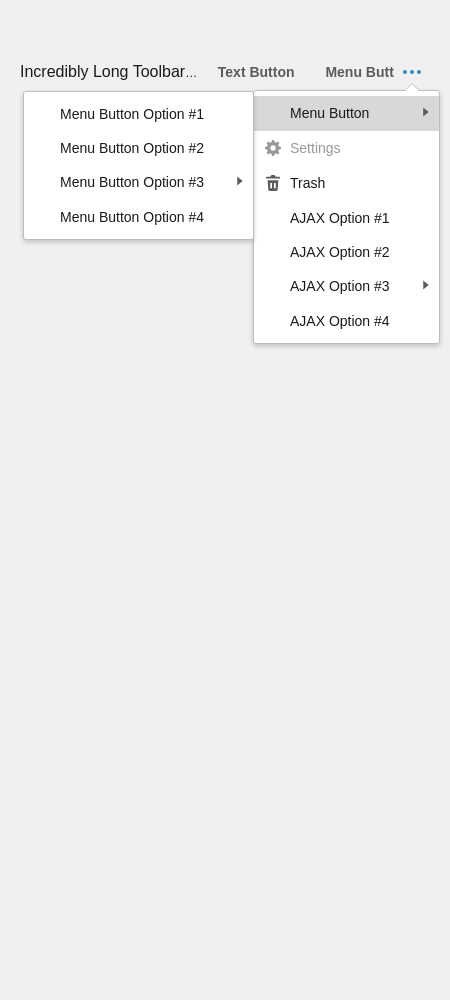 Incredibly Long Toolbar... Text Button Menu Butt
Menu Button Option #1
Menu Button Option #2
Menu Button Option #3
Menu Button Option #4
Menu Button
Settings
Trash
AJAX Option #1
AJAX Option #2
AJAX Option #3
AJAX Option #4